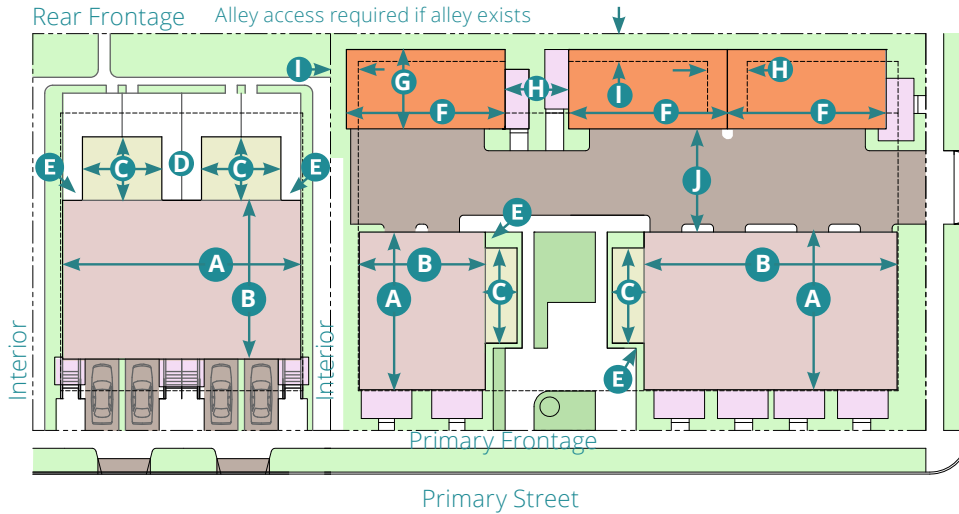 Rear Frontage Alley access required if alley exists
I
G
H
I
H
F
F
F
E
C
D
C
E
J
E
A
B
B
A
B
C
C
A
E
Interior
Interior
Primary Frontage
Primary Street